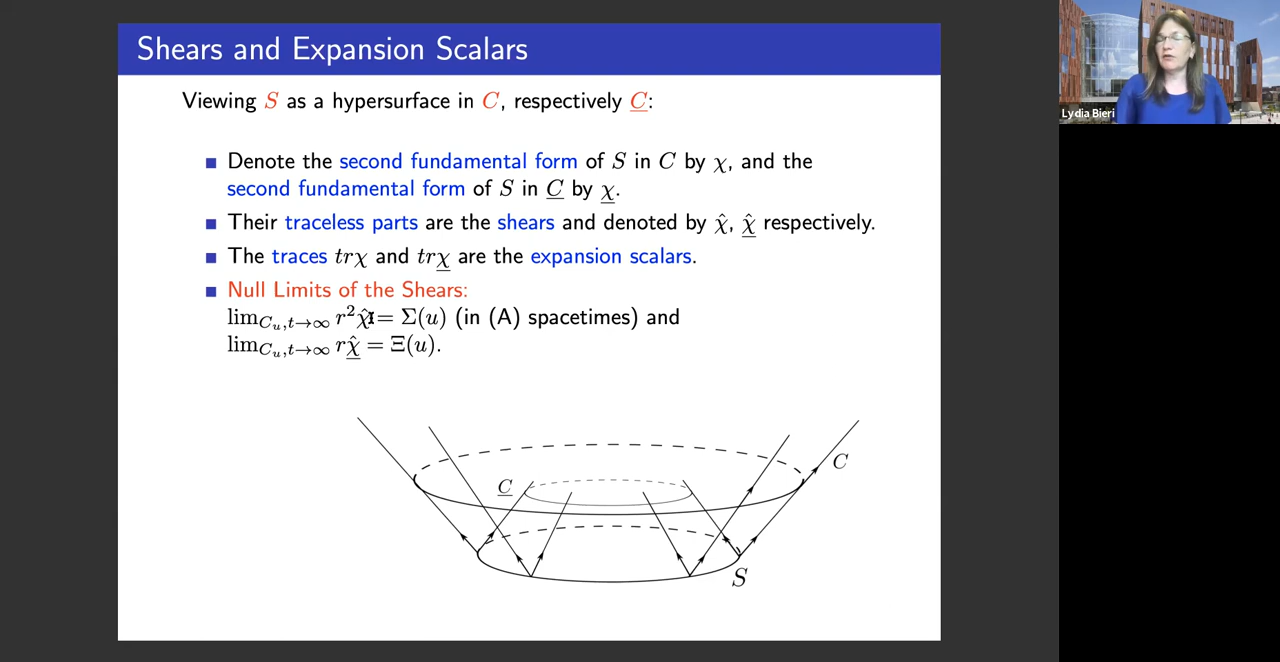 Shears and Expansion Scalars
Viewing S as a hypersurface in C, respectively C̲:
Denote the second fundamental form of S in C by χ, and the
second fundamental form of S in C̲ by χ̲.
Their traceless parts are the shears and denoted by χ̂, χ̲̂ respectively.
The traces trχ and trχ̲ are the expansion scalars.
Null Limits of the Shears:
lim_{C_u,t→∞} r²χ̂ = Σ(u) (in (A) spacetimes) and
lim_{C_u,t→∞} rχ̲̂ = Ξ(u).
C
C̲
S
Lydia Bieri